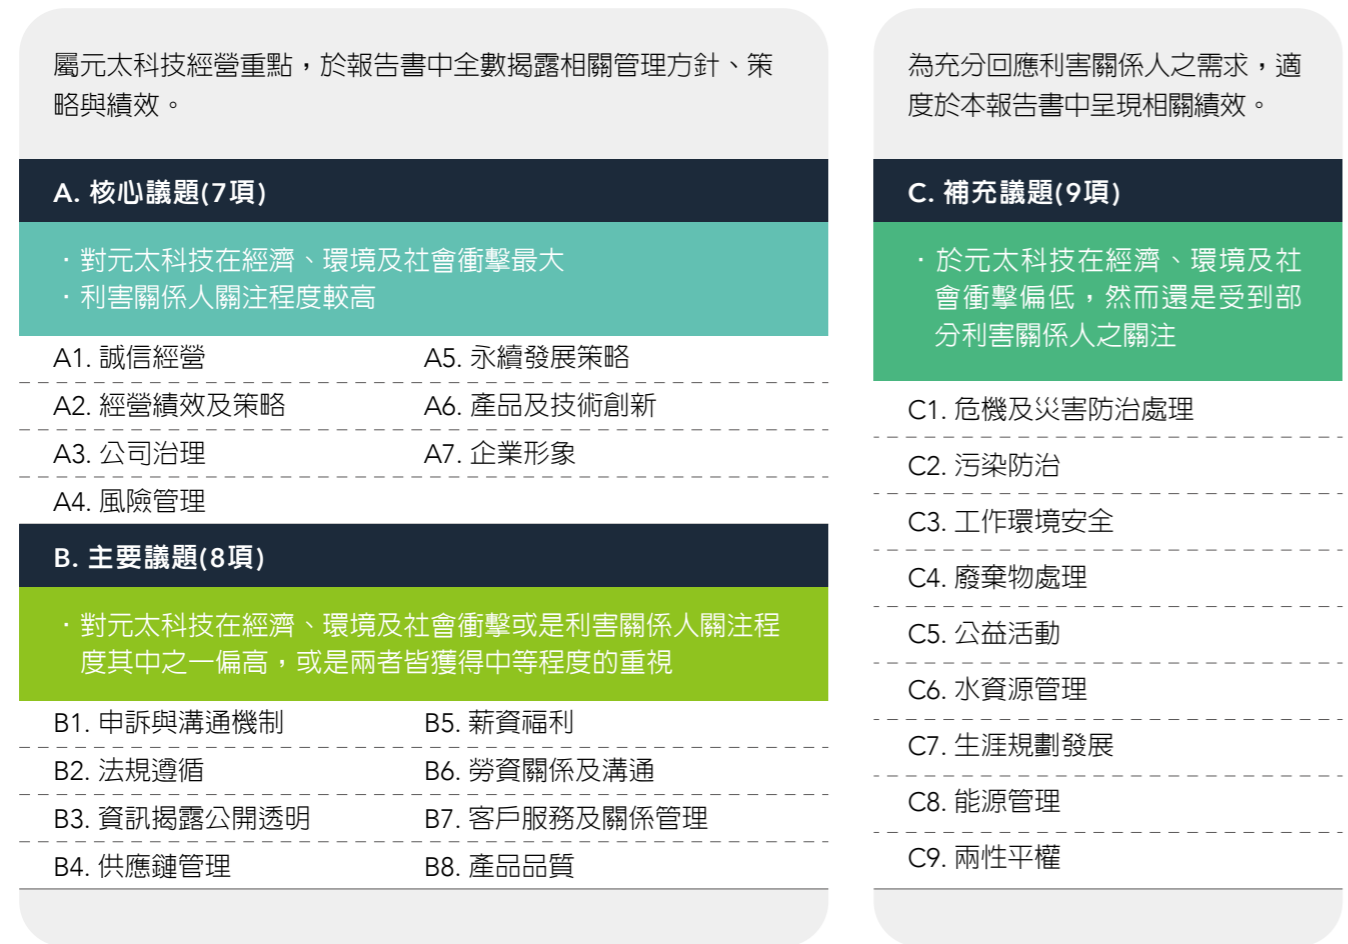 屬元太科技經營重點，於報告書中全數揭露相關管理方針、策
略與績效。
A. 核心議題(7項)
·對元太科技在經濟、環境及社會衝擊最大
·利害關係人關注程度較高
A1. 誠信經營
A5. 永續發展策略
A2. 經營績效及策略
A6. 產品及技術創新
A3. 公司治理
A7. 企業形象
A4. 風險管理
B. 主要議題(8項)
·對元太科技在經濟、環境及社會衝擊或是利害關係人關注程
度其中之一偏高，或是兩者皆獲得中等程度的重視
B1. 申訴與溝通機制
B5. 薪資福利
B2. 法規遵循
B6. 勞資關係及溝通
B3. 資訊揭露公開透明
B7. 客戶服務及關係管理
B4. 供應鏈管理
B8. 產品品質
為充分回應利害關係人之需求，適
度於本報告書中呈現相關績效。
C. 補充議題(9項)
·於元太科技在經濟、環境及社
會衝擊偏低，然而還是受到部
分利害關係人之關注
C1. 危機及災害防治處理
C2. 污染防治
C3. 工作環境安全
C4. 廢棄物處理
C5. 公益活動
C6. 水資源管理
C7. 生涯規劃發展
C8. 能源管理
C9. 兩性平權